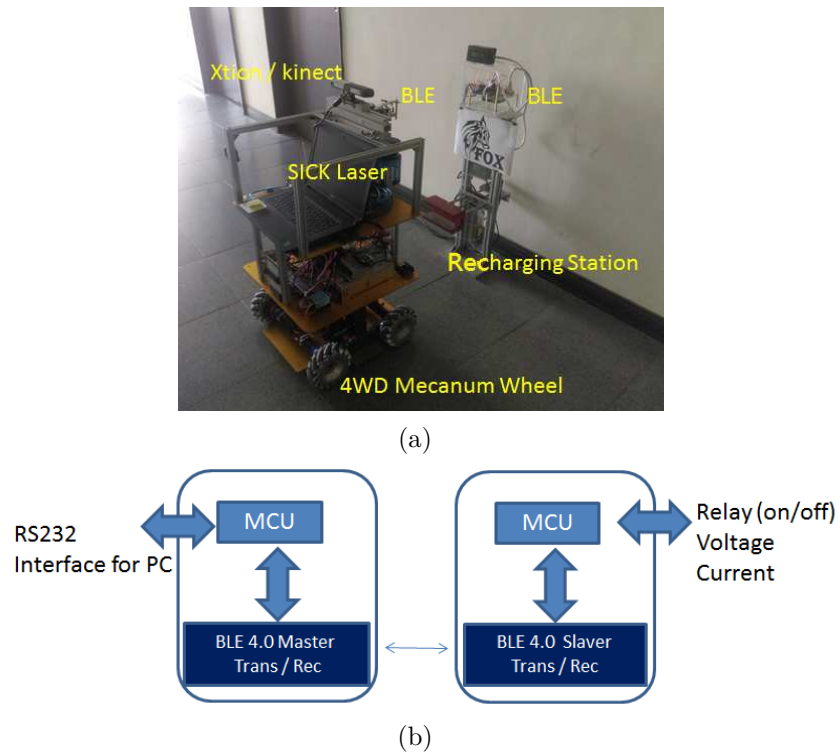 Xtion / kinect
BLE
BLE
FOX
SICK Laser
Recharging Station
4WD Mecanum Wheel
(a)
RS232
Interface for PC
MCU
BLE 4.0 Master
Trans / Rec
MCU
BLE 4.0 Slaver
Trans / Rec
Relay (on/off)
Voltage
Current
(b)